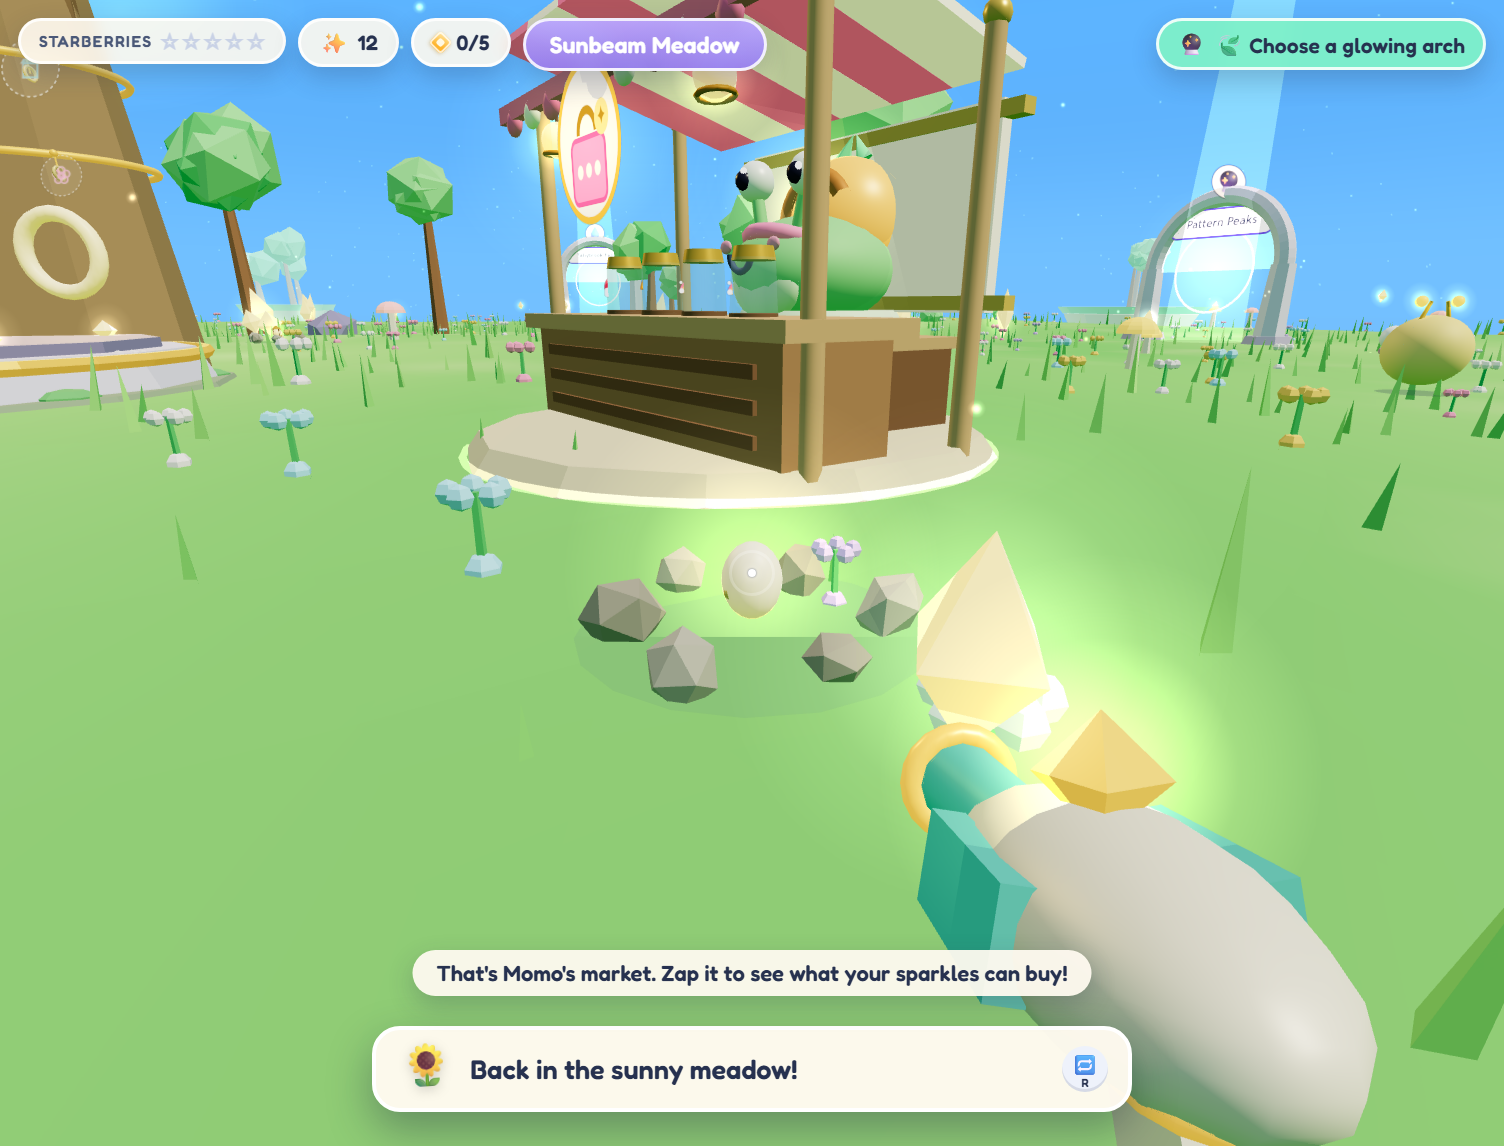 STARBERRIES
12
0/5
Sunbeam Meadow
Choose a glowing arch
Pattern Peaks
That's Momo's market. Zap it to see what your sparkles can buy!
Back in the sunny meadow!
R